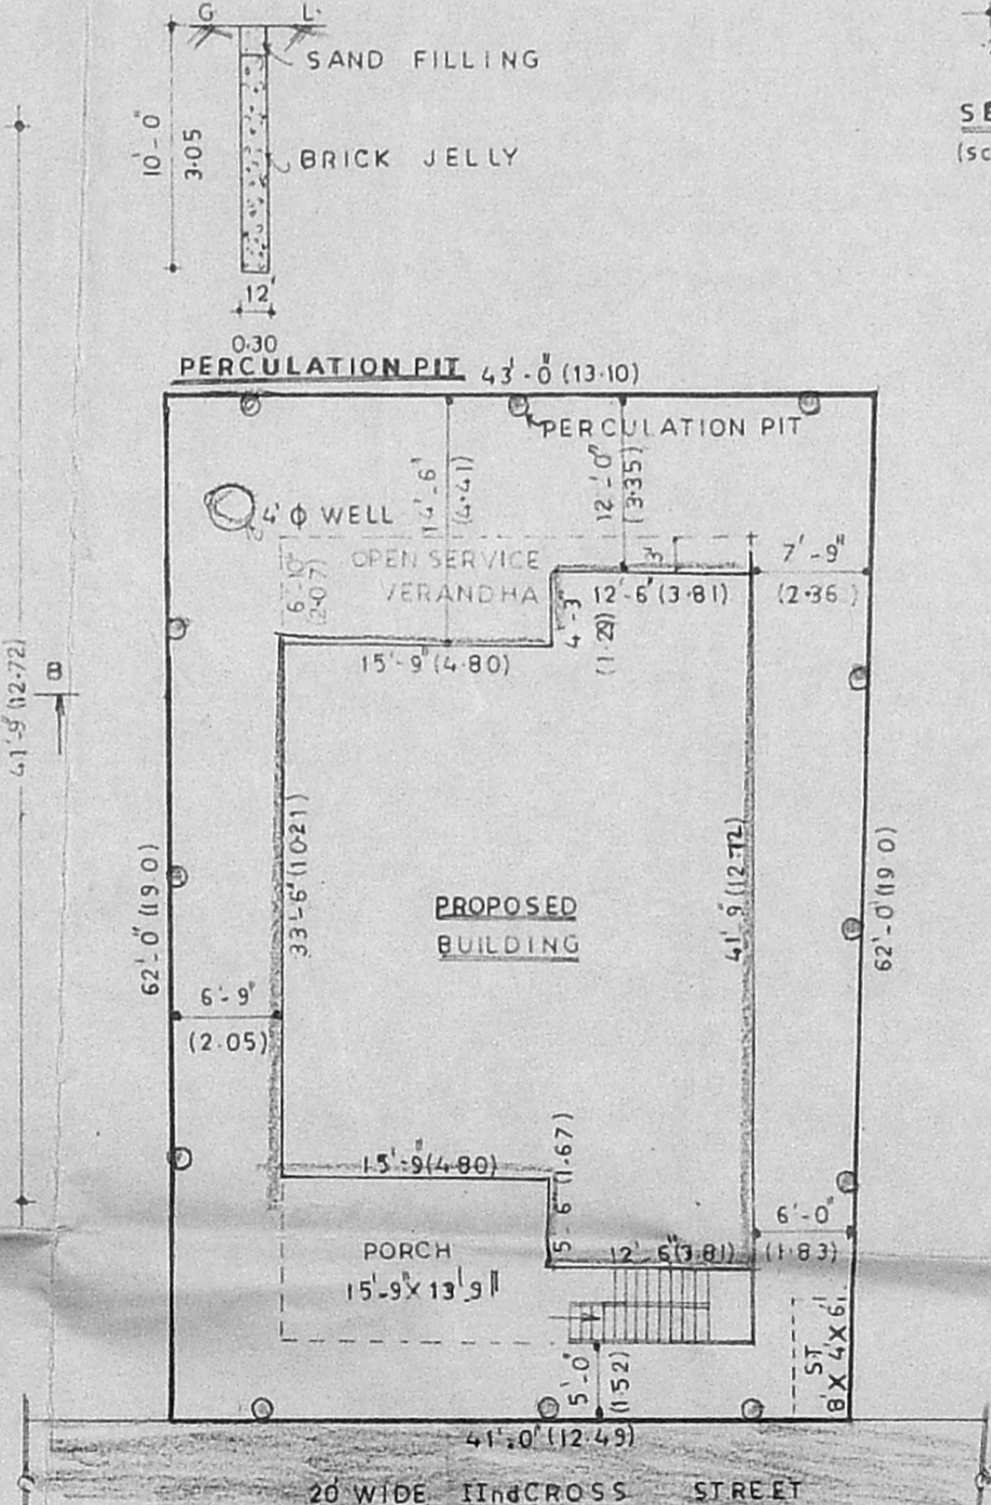 G. L.
SAND FILLING
10'-0"
3.05
BRICK JELLY
12'
0.30
SE
(SC
PERCULATION PIT
43'-0" (13.10)
PERCULATION PIT
14'-6"
(4.41)
12'-0"
(3.35)
4' Φ WELL
OPEN SERVICE
VERANDHA
6'-10"
(2.07)
3'
7'-9"
(2.36)
12'-6" (3.81)
4-3"
(1.29)
15'-9" (4.80)
41'-9" (12.72)
B
33'-6" (10.21)
41'-9" (12.72)
62'-0" (19 0)
62'-0" (19 0)
PROPOSED
BUILDING
6'-9"
(2.05)
15'-9" (4.80)
5-6 (1.67)
6'-0"
(1.83)
12'-6" (3.81)
PORCH
15'-9" X 13'9"
5'-0"
(1.52)
S.T
8' X 4' X 6'
41'-0" (12.49)
20' WIDE IInd CROSS STREET